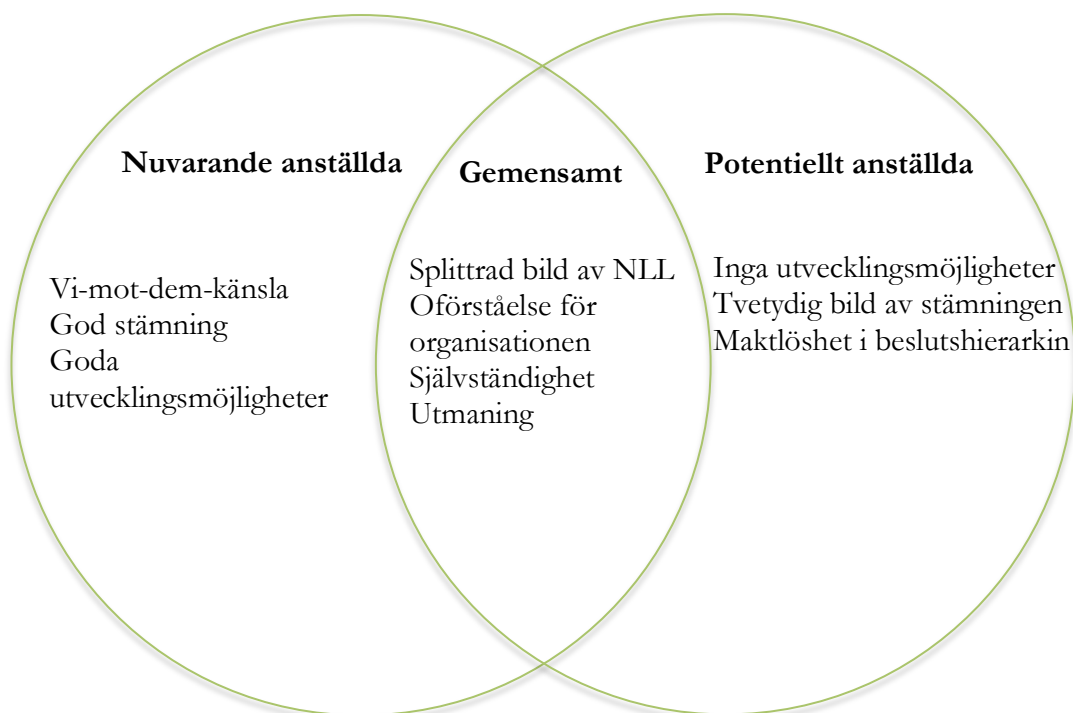 Nuvarande anställda
Vi-mot-dem-känsla
God stämning
Goda
utvecklingsmöjligheter
Gemensamt
Splittrad bild av NLL
Oförståelse för
organisationen
Självständighet
Utmaning
Potentiellt anställda
Inga utvecklingsmöjligheter
Tvetydig bild av stämningen
Maktlöshet i beslutshierarkin